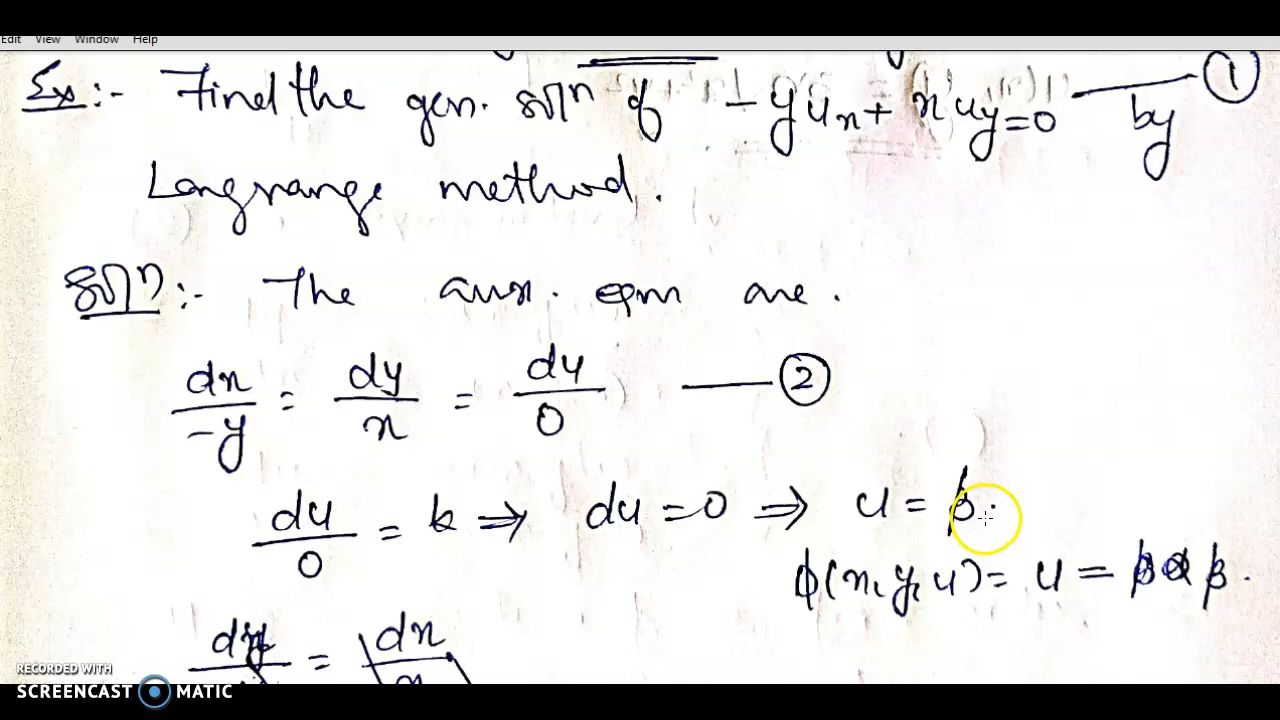 Edit View Window Help
Ex:- Find the gen. soln of -yux + xuy=0 ——— ① by
Langrange method.
Soln:- The aux. eqn are.
dx/-y = dy/x = du/0 ——— ②
du/0 = k ⇒ du = 0 ⇒ u = β.
ϕ(x, y, u) = u = β.
dx/x
RECORDED WITH
SCREENCAST MATIC